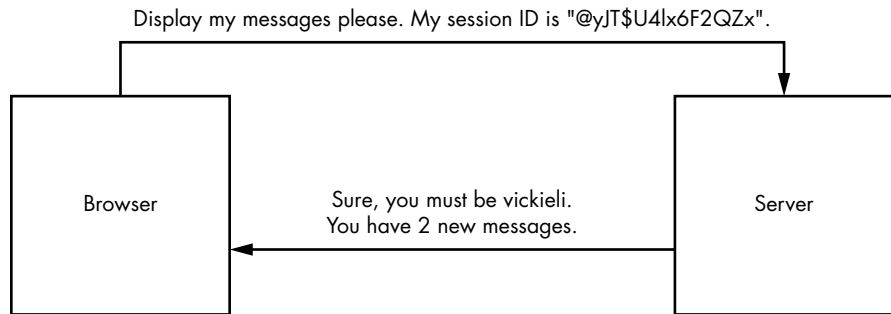 Display my messages please. My session ID is "@yJT$U4lx6F2QZx".
Browser
Sure, you must be vickieli.
You have 2 new messages.
Server